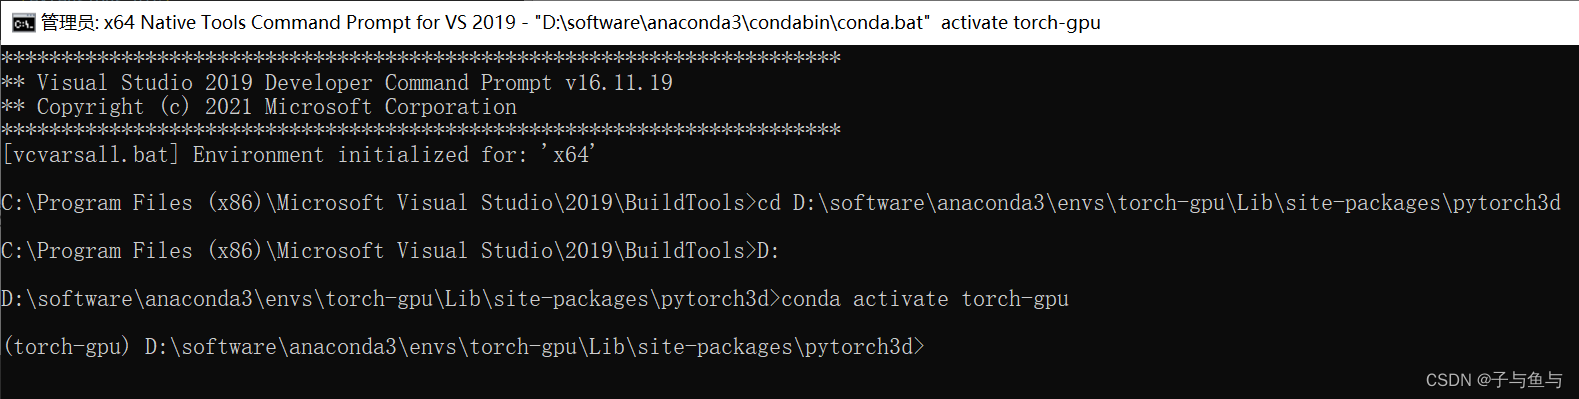 管理员: x64 Native Tools Command Prompt for VS 2019 - "D:\software\anaconda3\condabin\conda.bat"  activate torch-gpu
**********************************************************************
** Visual Studio 2019 Developer Command Prompt v16.11.19
** Copyright (c) 2021 Microsoft Corporation
**********************************************************************
[vcvarsall.bat] Environment initialized for: 'x64'
C:\Program Files (x86)\Microsoft Visual Studio\2019\BuildTools>cd D:\software\anaconda3\envs\torch-gpu\Lib\site-packages\pytorch3d
C:\Program Files (x86)\Microsoft Visual Studio\2019\BuildTools>D:
D:\software\anaconda3\envs\torch-gpu\Lib\site-packages\pytorch3d>conda activate torch-gpu
(torch-gpu) D:\software\anaconda3\envs\torch-gpu\Lib\site-packages\pytorch3d>
CSDN @子与鱼与